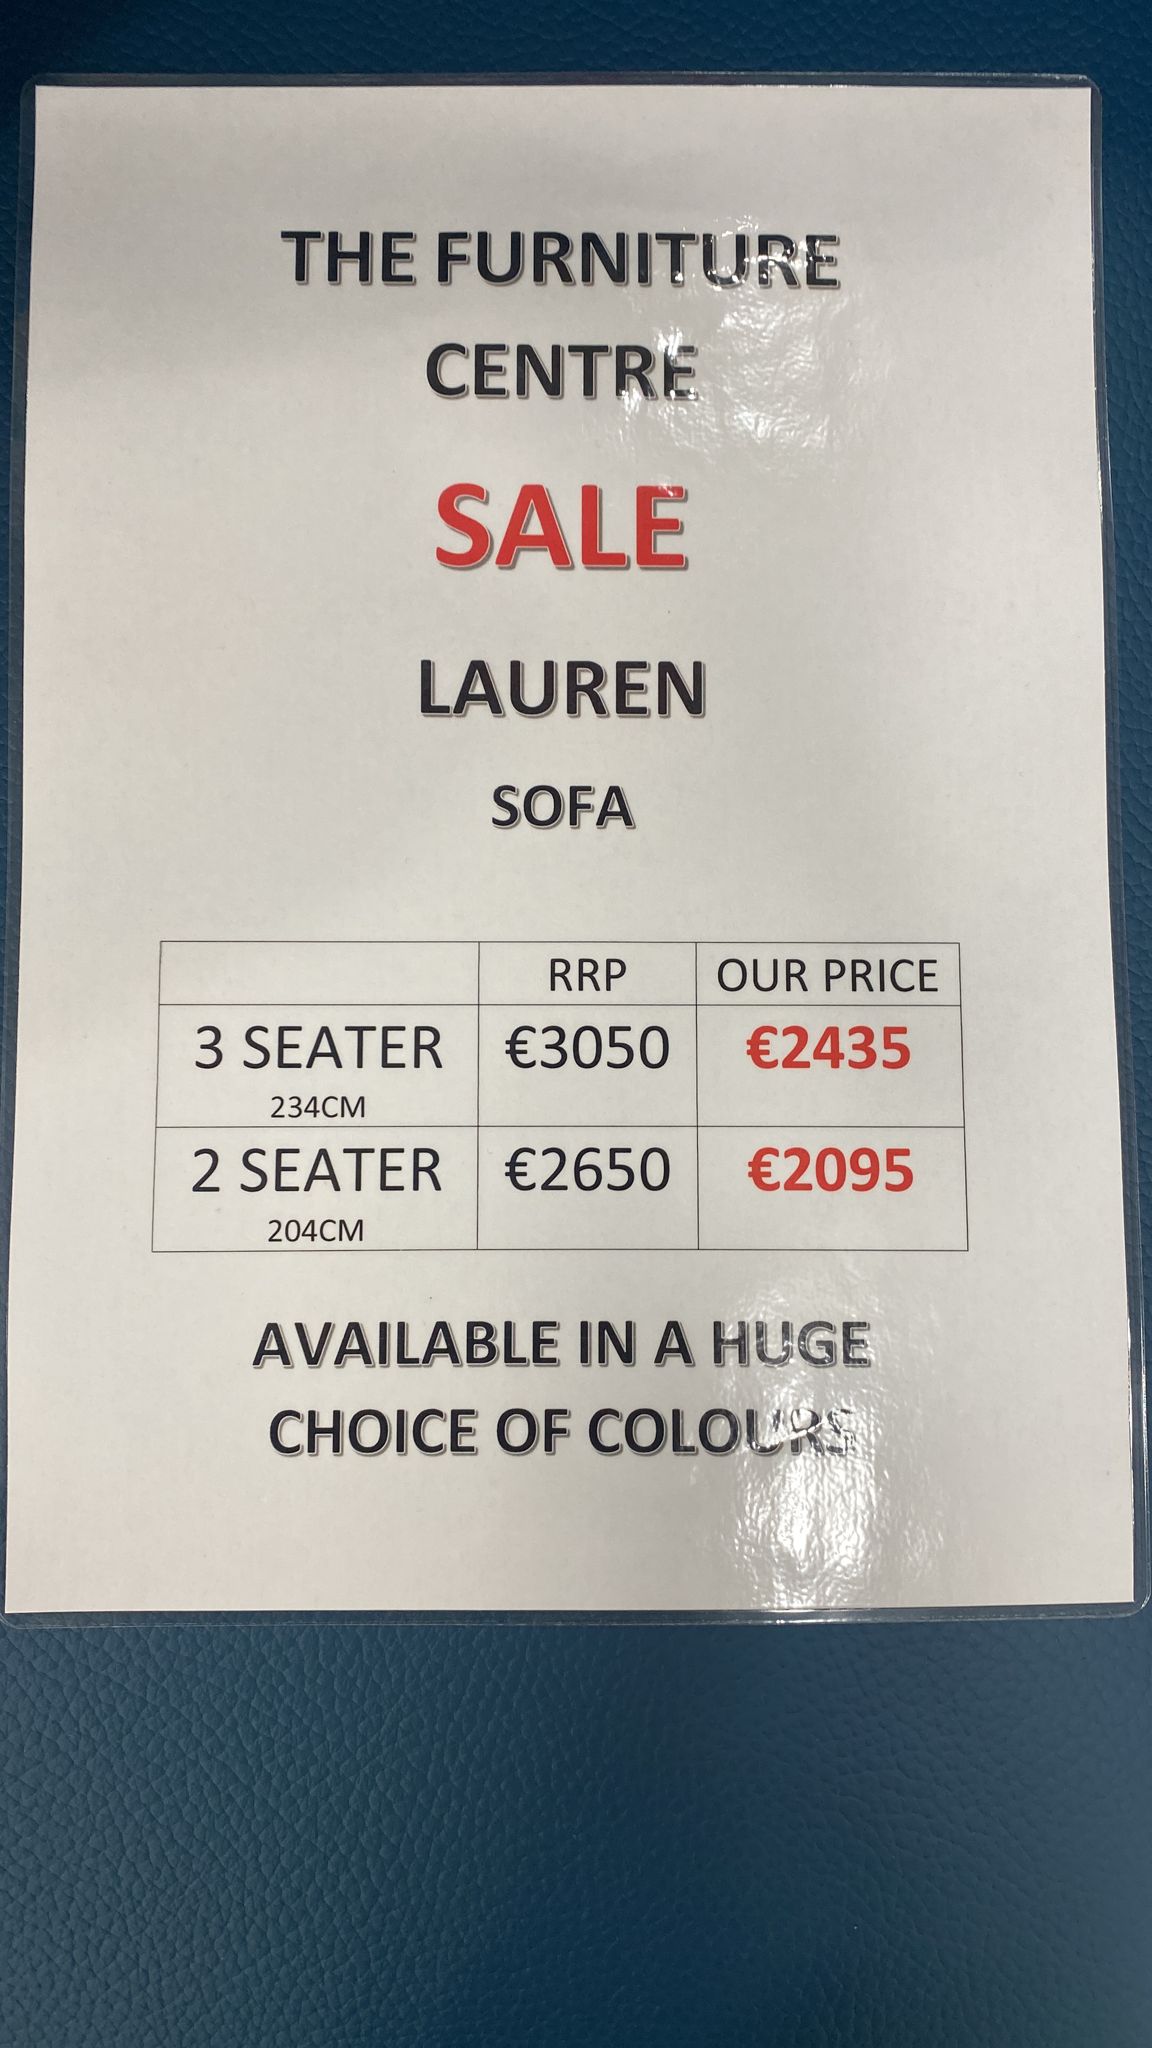 THE FURNITURE
CENTRE
SALE
LAUREN
SOFA
RRP OUR PRICE
3 SEATER €3050 €2435
234CM
2 SEATER €2650 €2095
204CM
AVAILABLE IN A HUGE
CHOICE OF COLOURS